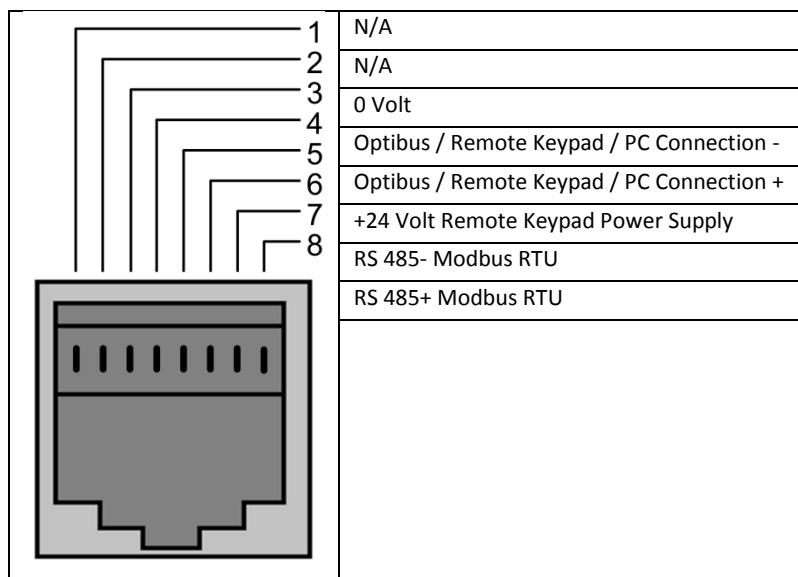 1
N/A
2
N/A
3
0 Volt
4
Optibus / Remote Keypad / PC Connection -
5
Optibus / Remote Keypad / PC Connection +
6
+24 Volt Remote Keypad Power Supply
7
RS 485- Modbus RTU
8
RS 485+ Modbus RTU